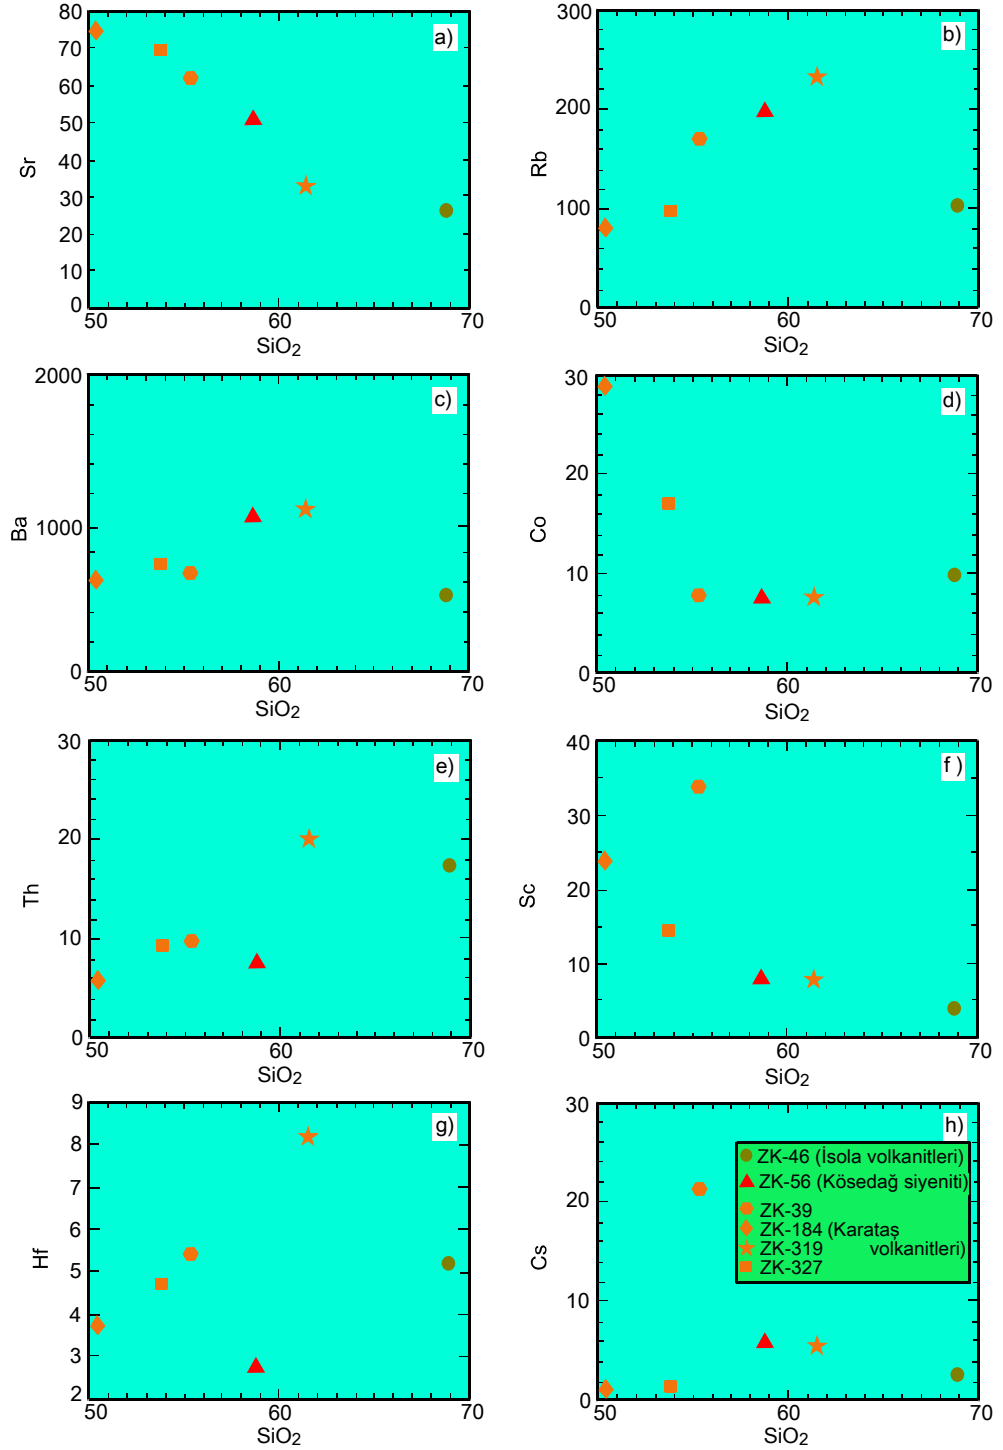 a)
80
70
60
50
40
30
20
10
0
Sr
50 60 70
SiO2
b)
300
200
100
0
Rb
50 60 70
SiO2
c)
2000
1000
0
Ba
50 60 70
SiO2
d)
30
20
10
0
Co
50 60 70
SiO2
e)
30
20
10
0
Th
50 60 70
SiO2
f )
40
30
20
10
0
Sc
50 60 70
SiO2
g)
9
8
7
6
5
4
3
2
Hf
50 60 70
SiO2
h)
30
20
10
0
Cs
50 60 70
SiO2
ZK-46 (İsola volkanitleri)
ZK-56 (Kösedağ siyeniti)
ZK-39
ZK-184 (Karataş
ZK-319 volkanitleri)
ZK-327